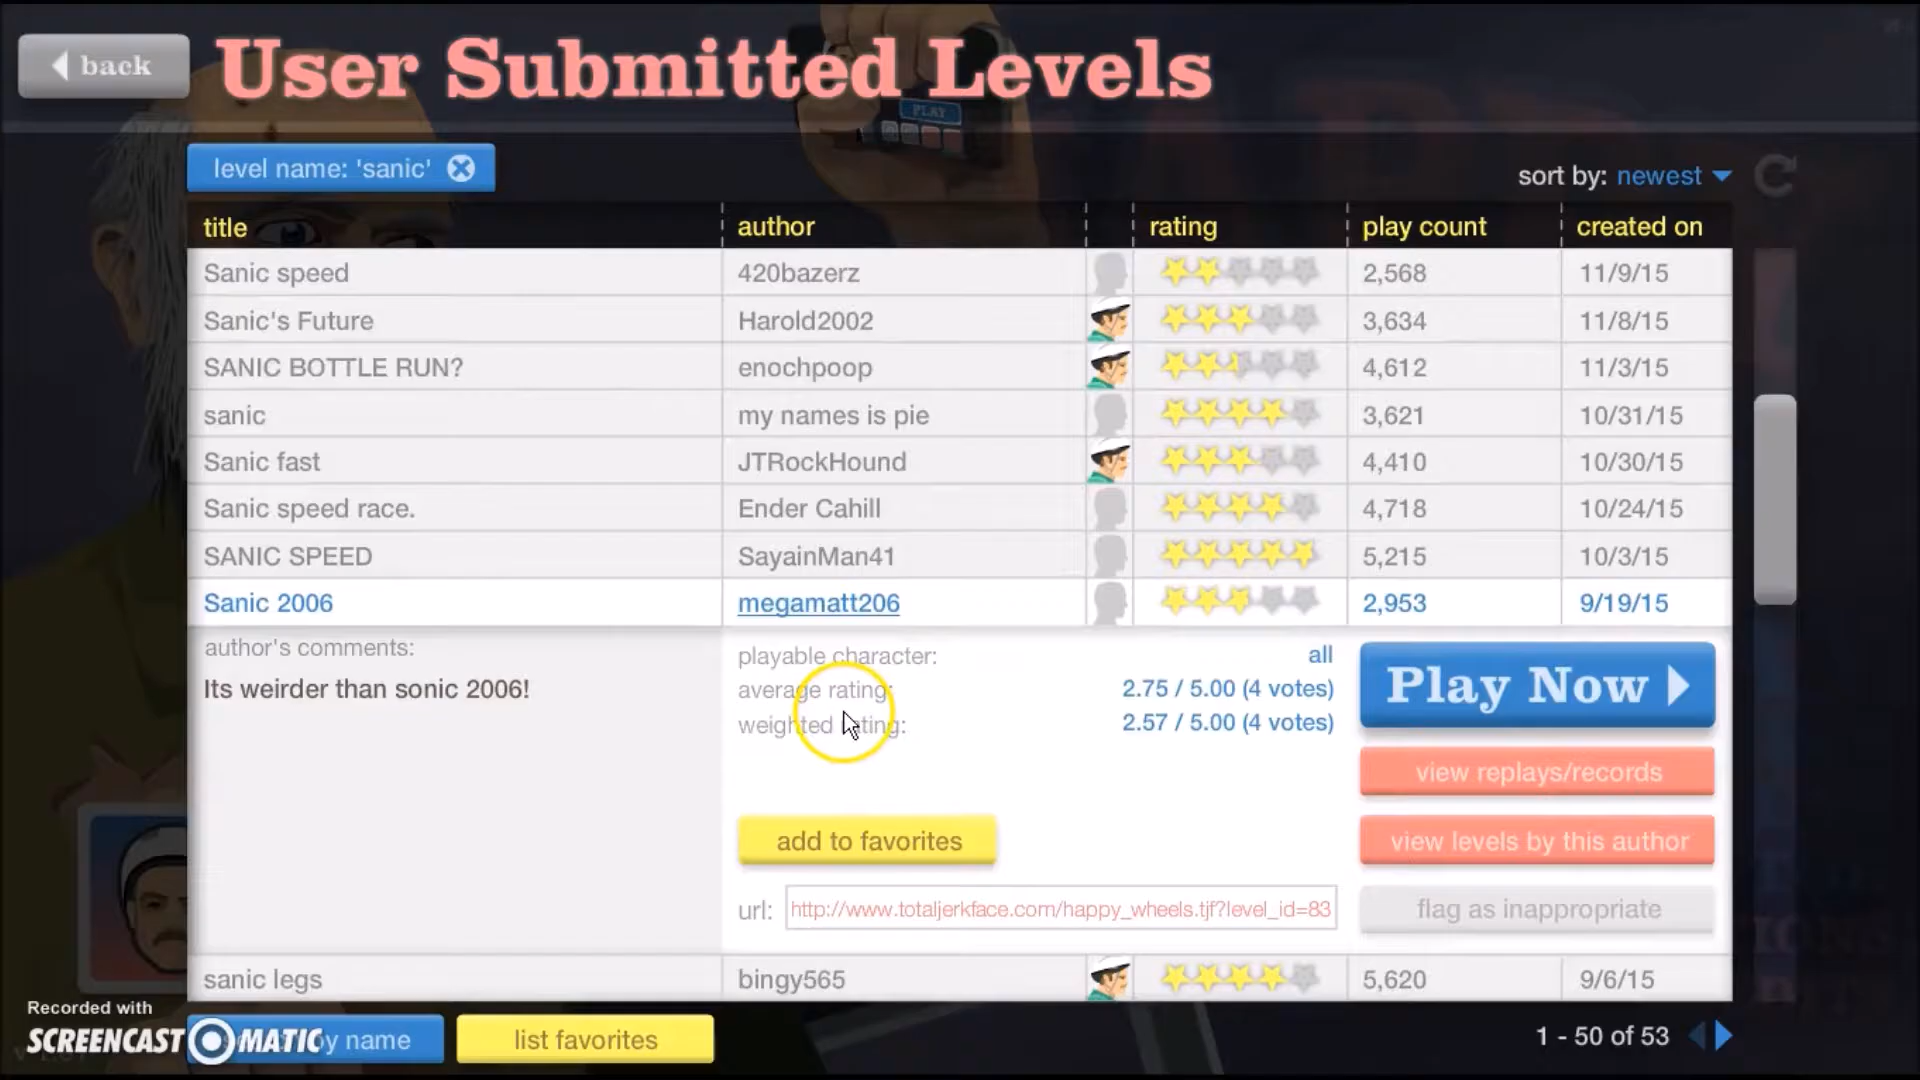 back
User Submitted Levels
PLAY
level name: 'sanic'
sort by: newest
title author rating play count created on
Sanic speed 420bazerz 2,568 11/9/15
Sanic's Future Harold2002 3,634 11/8/15
SANIC BOTTLE RUN? enochpoop 4,612 11/3/15
sanic my names is pie 3,621 10/31/15
Sanic fast JTRockHound 4,410 10/30/15
Sanic speed race. Ender Cahill 4,718 10/24/15
SANIC SPEED SayainMan41 5,215 10/3/15
Sanic 2006 megamatt206 2,953 9/19/15
author's comments:
Its weirder than sonic 2006!
playable character: all
average rating: 2.75 / 5.00 (4 votes)
weighted rating: 2.57 / 5.00 (4 votes)
Play Now
view replays/records
add to favorites
view levels by this author
url: http://www.totaljerkface.com/happy_wheels.tjf?level_id=83
flag as inappropriate
sanic legs bingy565 5,620 9/6/15
Recorded with
SCREENCAST MATIC
by name
list favorites
1 - 50 of 53